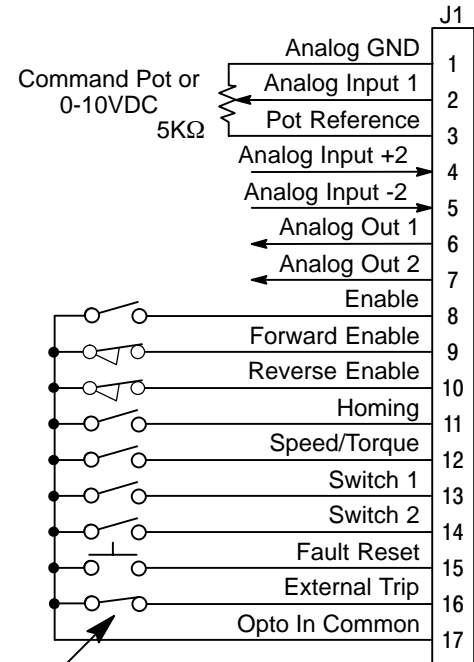 J1
Analog GND 1
Command Pot or
0-10VDC
5KΩ
Analog Input 1 2
Pot Reference 3
Analog Input +2 4
Analog Input -2 5
Analog Out 1 6
Analog Out 2 7
Enable 8
Forward Enable 9
Reverse Enable 10
Homing 11
Speed/Torque 12
Switch 1 13
Switch 2 14
Fault Reset 15
External Trip 16
Opto In Common 17